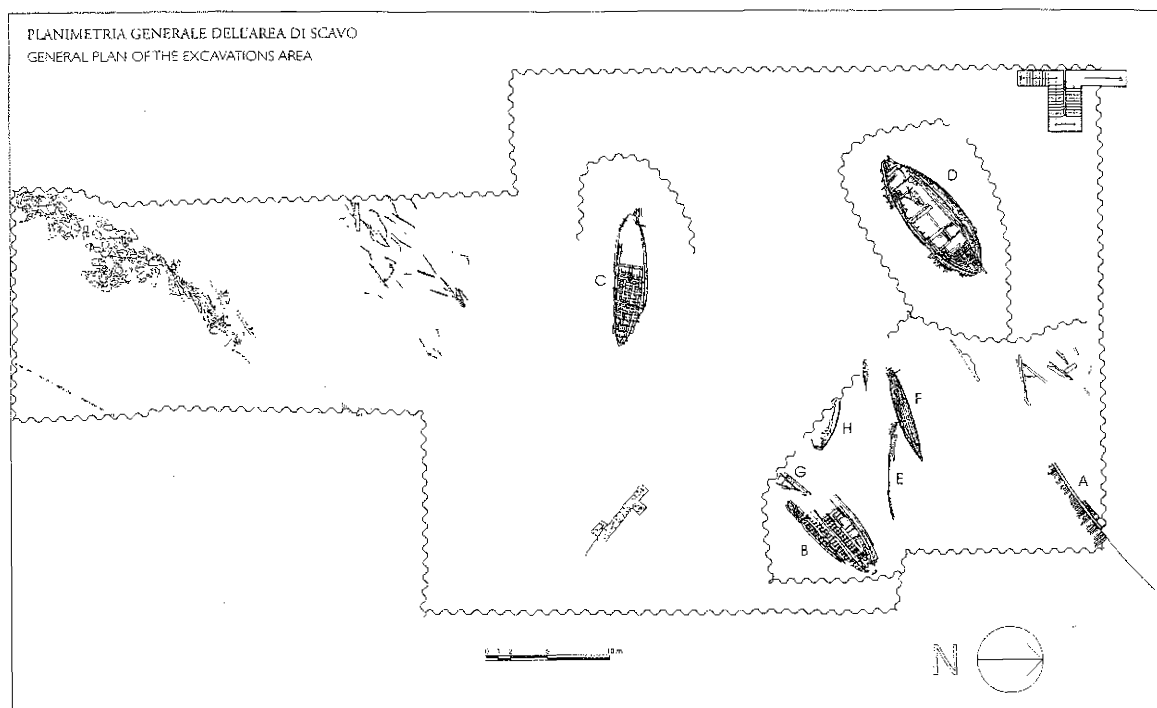 PLANIMETRIA GENERALE DELL'AREA DI SCAVO
GENERAL PLAN OF THE EXCAVATIONS AREA
D
C
F
H
E
G
A
B
0 1 2 5 10 m
N